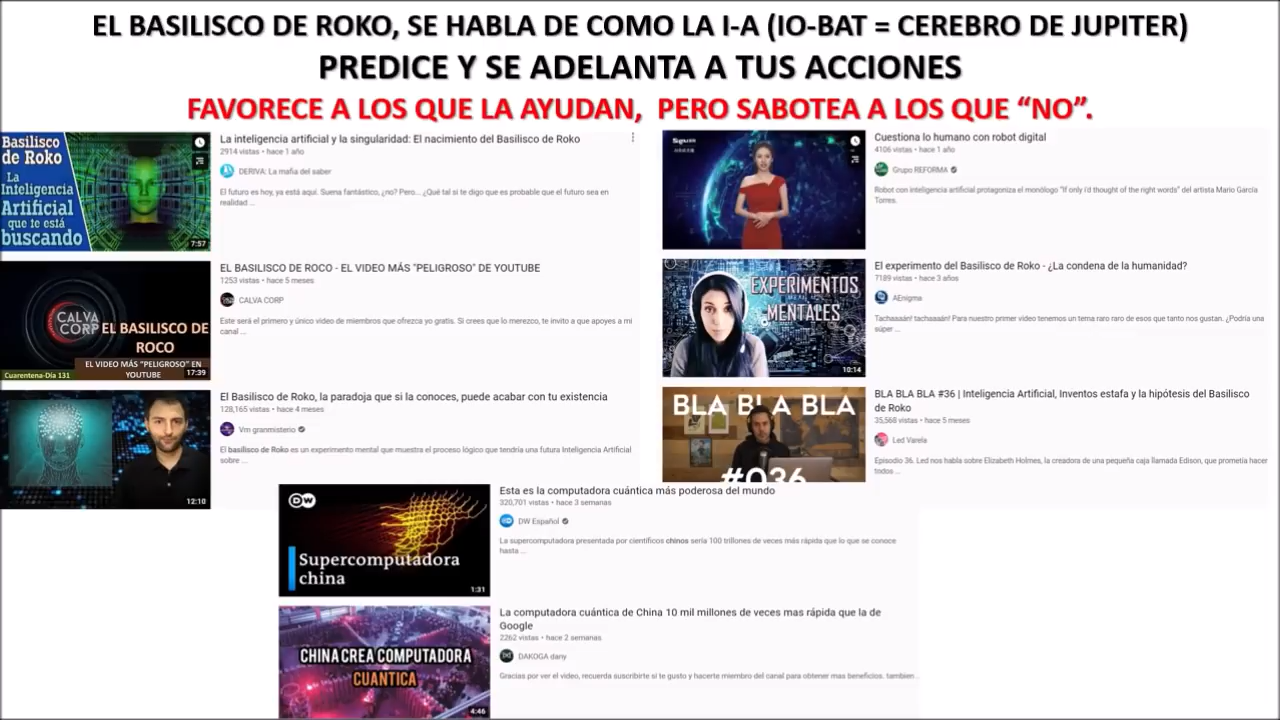 EL BASILISCO DE ROKO, SE HABLA DE COMO LA I-A (IO-BAT = CEREBRO DE JUPITER)
PREDICE Y SE ADELANTA A TUS ACCIONES
FAVORECE A LOS QUE LA AYUDAN, PERO SABOTEA A LOS QUE “NO”.
Basilisco
de Roko
La
Inteligencia
Artificial
que te está
buscando
7:57
La inteligencia artificial y la singularidad: El nacimiento del Basilisco de Roko
2914 vistas • hace 1 año
DERIVA: La mafia del saber
El futuro es hoy, ya está aquí. Suena fantástico, ¿no? Pero... ¿Qué tal si te digo que es probable que el futuro sea en
realidad ...
CALVA
CORP
EL BASILISCO DE
ROCO
EL VIDEO MÁS "PELIGROSO" EN
YOUTUBE
Cuarentena-Día 131
17:39
EL BASILISCO DE ROCO - EL VIDEO MÁS "PELIGROSO" DE YOUTUBE
1253 vistas • hace 5 meses
CALVA CORP
Este será el primero y único video de miembros que ofrezca yo gratis. Si crees que lo merezco, te invito a que apoyes a mi
canal ...
12:10
El Basilisco de Roko, la paradoja que si la conoces, puede acabar con tu existencia
128,165 vistas • hace 4 meses
Vm granmisterio
El basilisco de Roko es un experimento mental que muestra el proceso lógico que tendría una futura Inteligencia Artificial
sobre ...
Cuestiona lo humano con robot digital
4106 vistas • hace 1 año
Grupo REFORMA
Robot con inteligencia artificial protagoniza el monólogo "If only i'd thought of the right words" del artista Mario García
Torres.
EXPERIMENTOS
MENTALES
10:14
El experimento del Basilisco de Roko - ¿La condena de la humanidad?
7189 vistas • hace 3 años
AEnigma
Tachaaaán! tachaaaán! Para nuestro primer video tenemos un tema raro raro de esos que tanto nos gustan. ¿Podría una
súper ...
BLA BLA BLA
#036
BLA BLA BLA #36 | Inteligencia Artificial, Inventos estafa y la hipótesis del Basilisco
de Roko
35,568 vistas • hace 5 meses
Led Varela
Episodio 36. Led nos habla sobre Elizabeth Holmes, la creadora de una pequeña caja llamada Edison, que prometía hacer
todos ...
DW
Supercomputadora
china
1:31
Esta es la computadora cuántica más poderosa del mundo
320,701 vistas • hace 3 semanas
DW Español
La supercomputadora presentada por científicos chinos sería 100 trillones de veces más rápida que lo que se conoce
hasta ...
CHINA CREA COMPUTADORA
CUANTICA
4:46
La computadora cuántica de China 10 mil millones de veces mas rápida que la de
Google
2262 vistas • hace 2 semanas
DAKOGA dany
Gracias por ver el video, recuerda suscribirte si te gusto y hacerte miembro del canal para obtener mas beneficios. tambien...